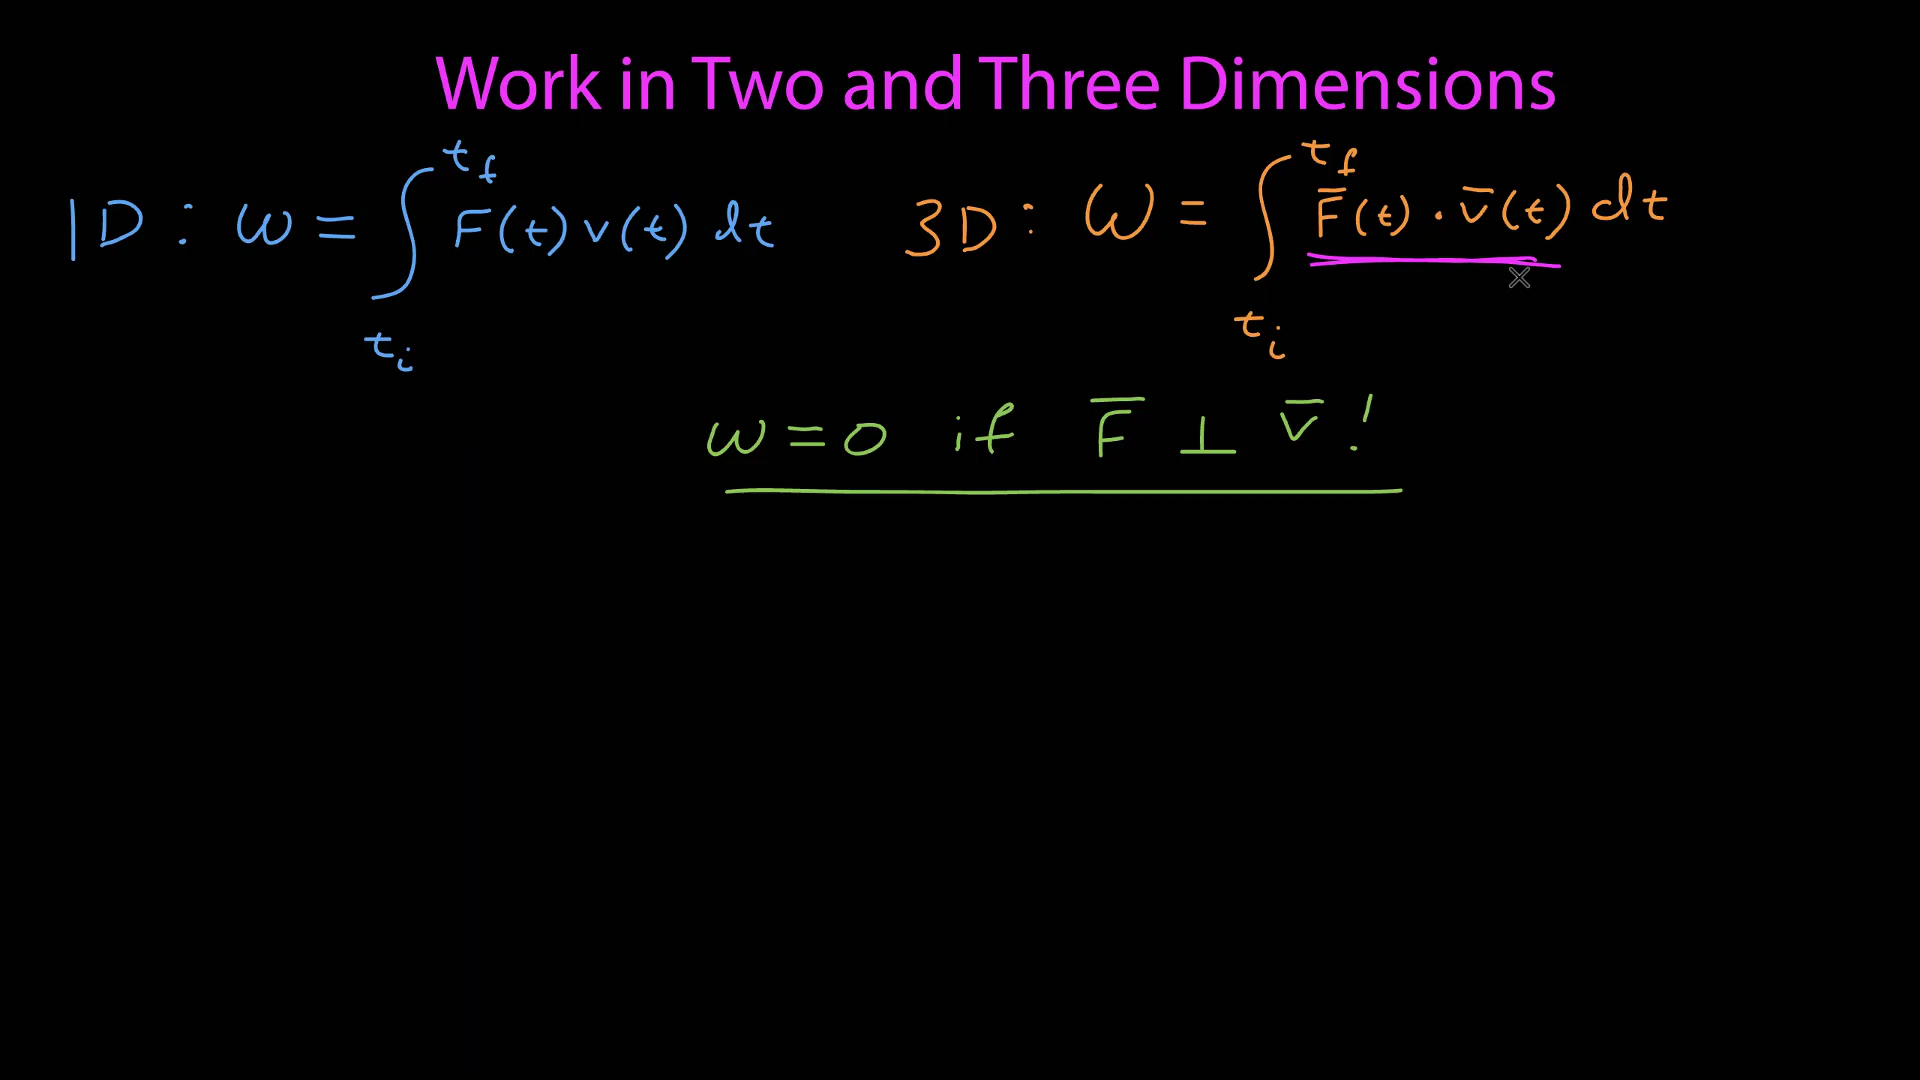 Work in Two and Three Dimensions
1D: W = ∫_{t_i}^{t_f} F(t) v(t) dt
3D: W = ∫_{t_i}^{t_f} F̅(t) · v̅(t) dt
W = 0 if F̅ ⊥ v̅ !